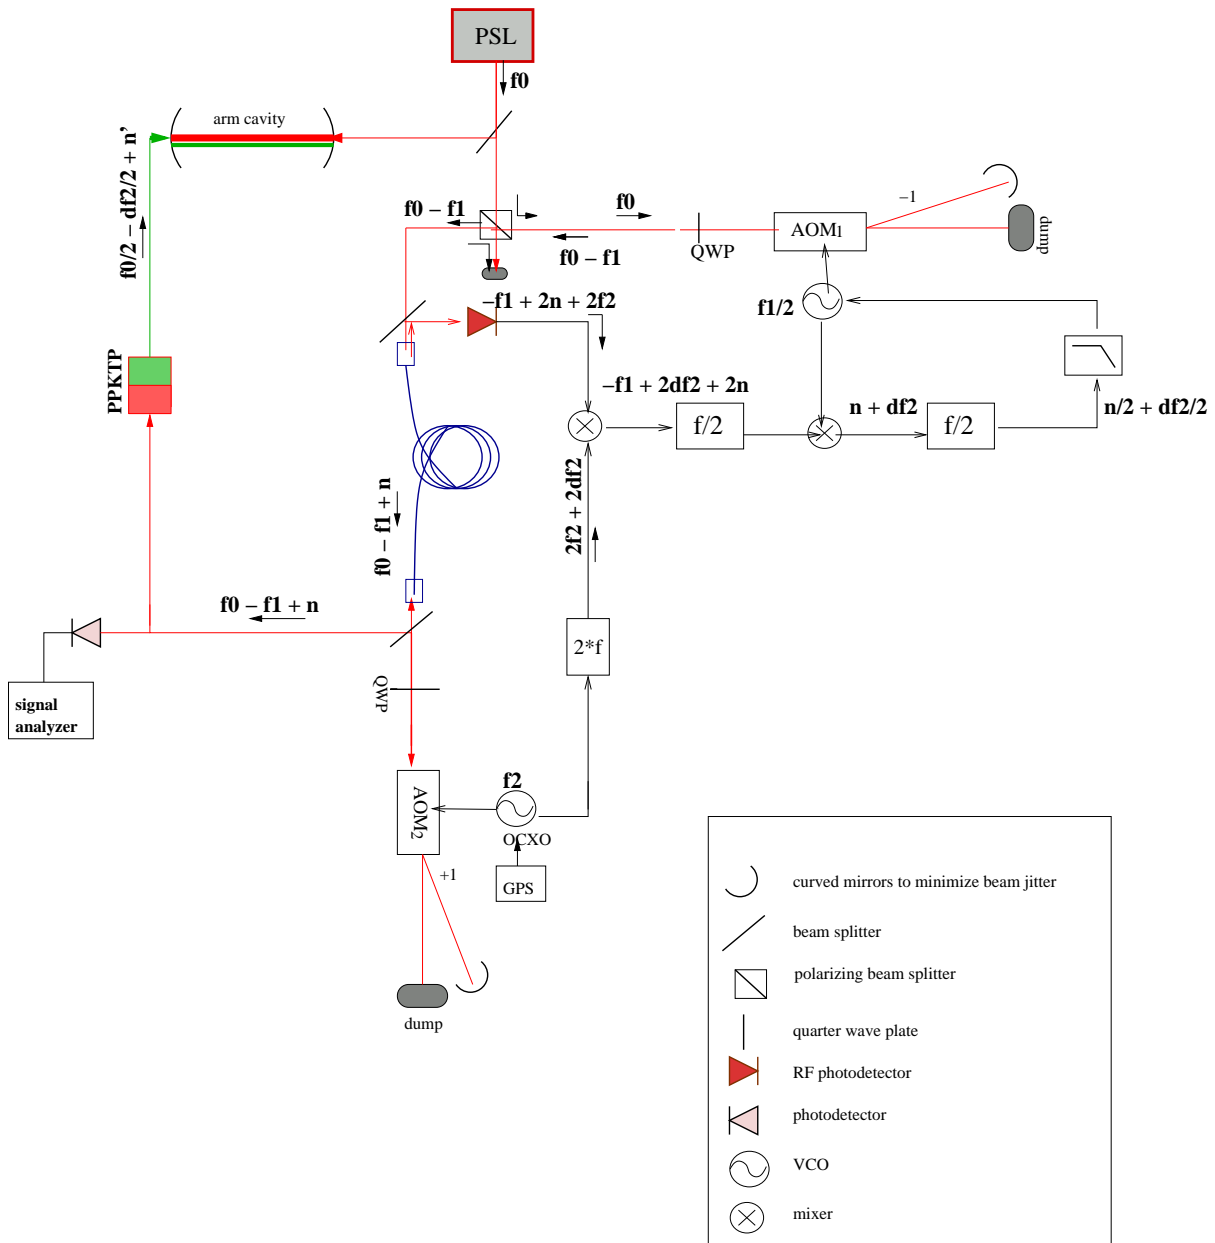 PSL
f0
arm cavity
f0/2 − df2/2 + n’
f0 − f1
f0
−1
AOM1
dump
QWP
f0 − f1
−f1 + 2n + 2f2
f1/2
PPKTP
−f1 + 2df2 + 2n
n + df2
n/2 + df2/2
f/2
f/2
f0 − f1 + n
2f2 + 2df2
f0 − f1 + n
2*f
QWP
signal
analyzer
f2
AOM2
OCXO
GPS
+1
dump
curved mirrors to minimize beam jitter
beam splitter
polarizing beam splitter
quarter wave plate
RF photodetector
photodetector
VCO
mixer